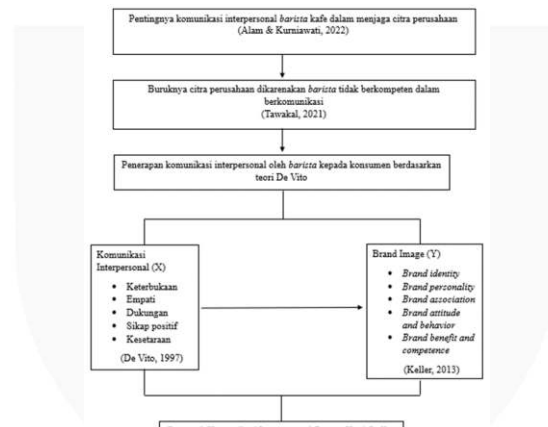 Pentingnya komunikasi interpersonal barista kafe dalam menjaga citra perusahaan
(Alam & Kurniawati, 2022)
Buruknya citra perusahaan dikarenakan barista tidak berkompeten dalam
berkomunikasi
(Tawakal, 2021)
Penerapan komunikasi interpersonal oleh barista kepada konsumen berdasarkan
teori De Vito
Komunikasi
Interpersonal (X)
• Keterbukaan
• Empati
• Dukungan
• Sikap positif
• Kesetaraan
(De Vito, 1997)
Brand Image (Y)
• Brand identity
• Brand personality
• Brand association
• Brand attitude
and behavior
• Brand benefit and
competence
(Keller, 2013)